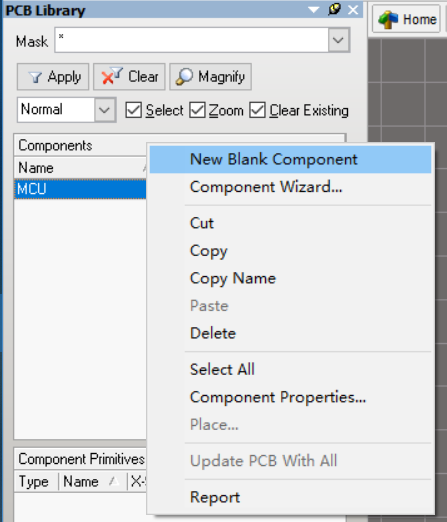 PCB Library
Home
Mask *
Apply Clear Magnify
Normal Select Zoom Clear Existing
Components
Name
MCU
New Blank Component
Component Wizard...
Cut
Copy
Copy Name
Paste
Delete
Select All
Component Properties...
Place...
Update PCB With All
Report
Component Primitives
Type Name